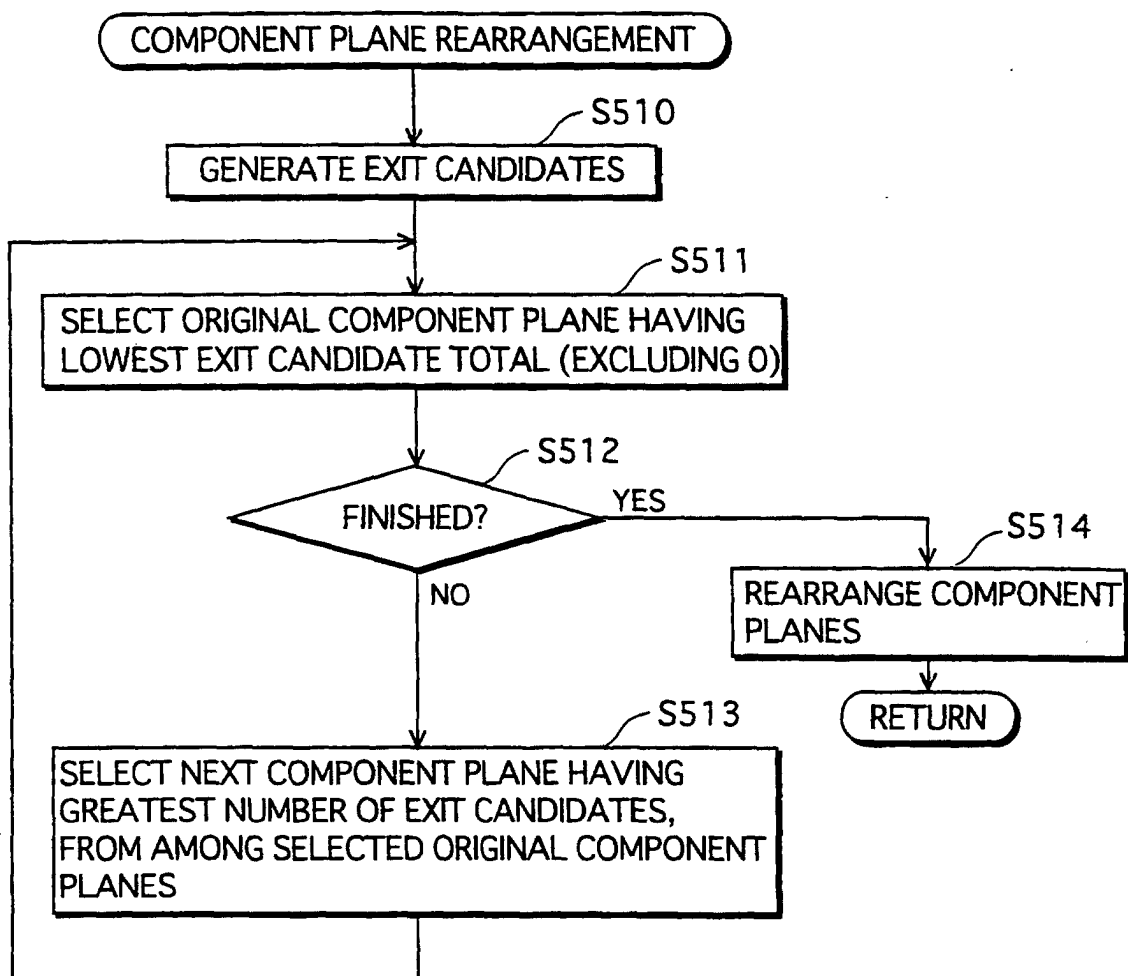 COMPONENT PLANE REARRANGEMENT
S510
GENERATE EXIT CANDIDATES
S511
SELECT ORIGINAL COMPONENT PLANE HAVING
LOWEST EXIT CANDIDATE TOTAL (EXCLUDING 0)
S512
FINISHED?
YES
S514
NO
REARRANGE COMPONENT
PLANES
RETURN
S513
SELECT NEXT COMPONENT PLANE HAVING
GREATEST NUMBER OF EXIT CANDIDATES,
FROM AMONG SELECTED ORIGINAL COMPONENT
PLANES